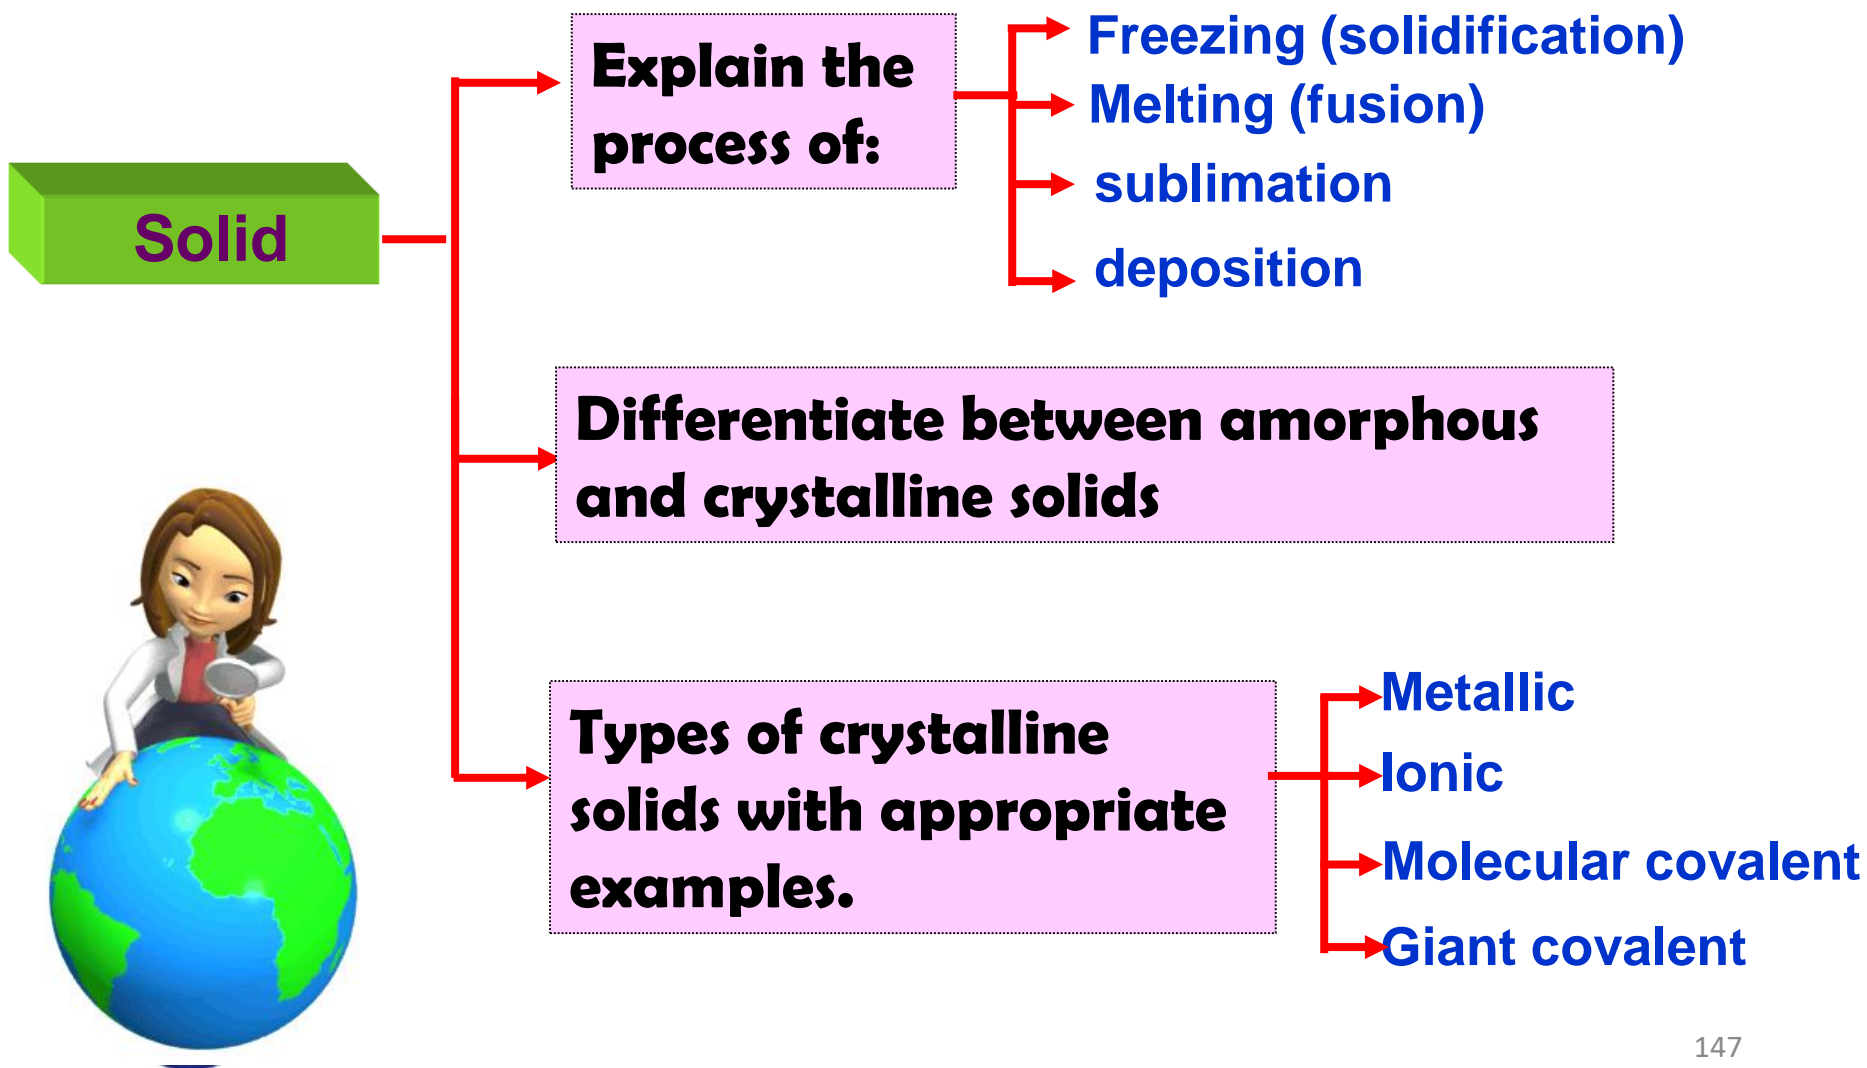 Solid
Explain the
process of:
Freezing (solidification)
Melting (fusion)
sublimation
deposition
Differentiate between amorphous
and crystalline solids
Types of crystalline
solids with appropriate
examples.
Metallic
Ionic
Molecular covalent
Giant covalent
147